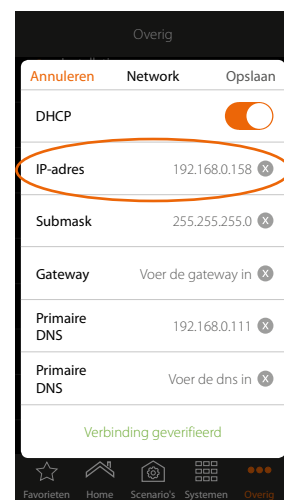 Overig
Annuleren Network Opslaan
DHCP
IP-adres 192.168.0.158
Submask 255.255.255.0
Gateway Voer de gateway in
Primaire
DNS 192.168.0.111
Primaire
DNS Voer de dns in
Verbinding geverifieerd
Favorieten Home Scenario's Systemen Overig